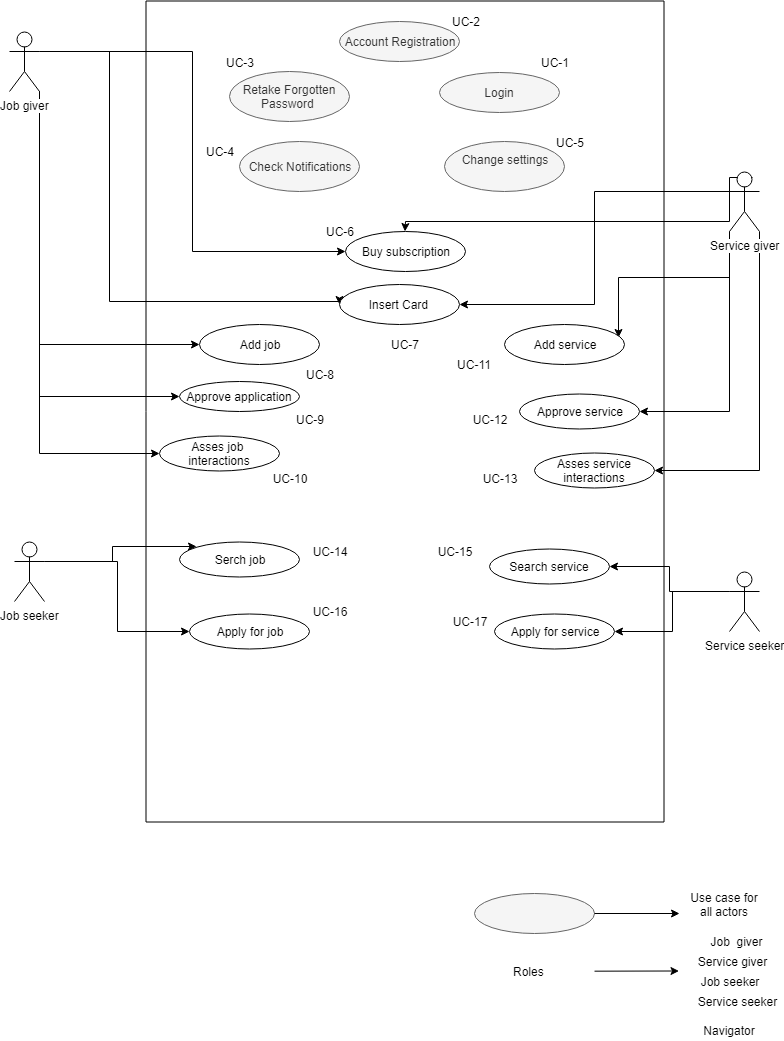 UC-2
Account Registration
UC-3
UC-1
Retake Forgotten
Password
Login
Job giver
UC-4
UC-5
Check Notifications
Change settings
UC-6
Service giver
Buy subscription
Insert Card
UC-7
Add job
Add service
UC-11
UC-8
Approve application
UC-9
UC-12
Approve service
Asses job
interactions
UC-10
UC-13
Asses service
interactions
UC-14
UC-15
Serch job
Search service
Job seeker
UC-16
UC-17
Apply for job
Apply for service
Service seeker
Use case for
all actors
Roles
Job giver
Service giver
Job seeker
Service seeker
Navigator